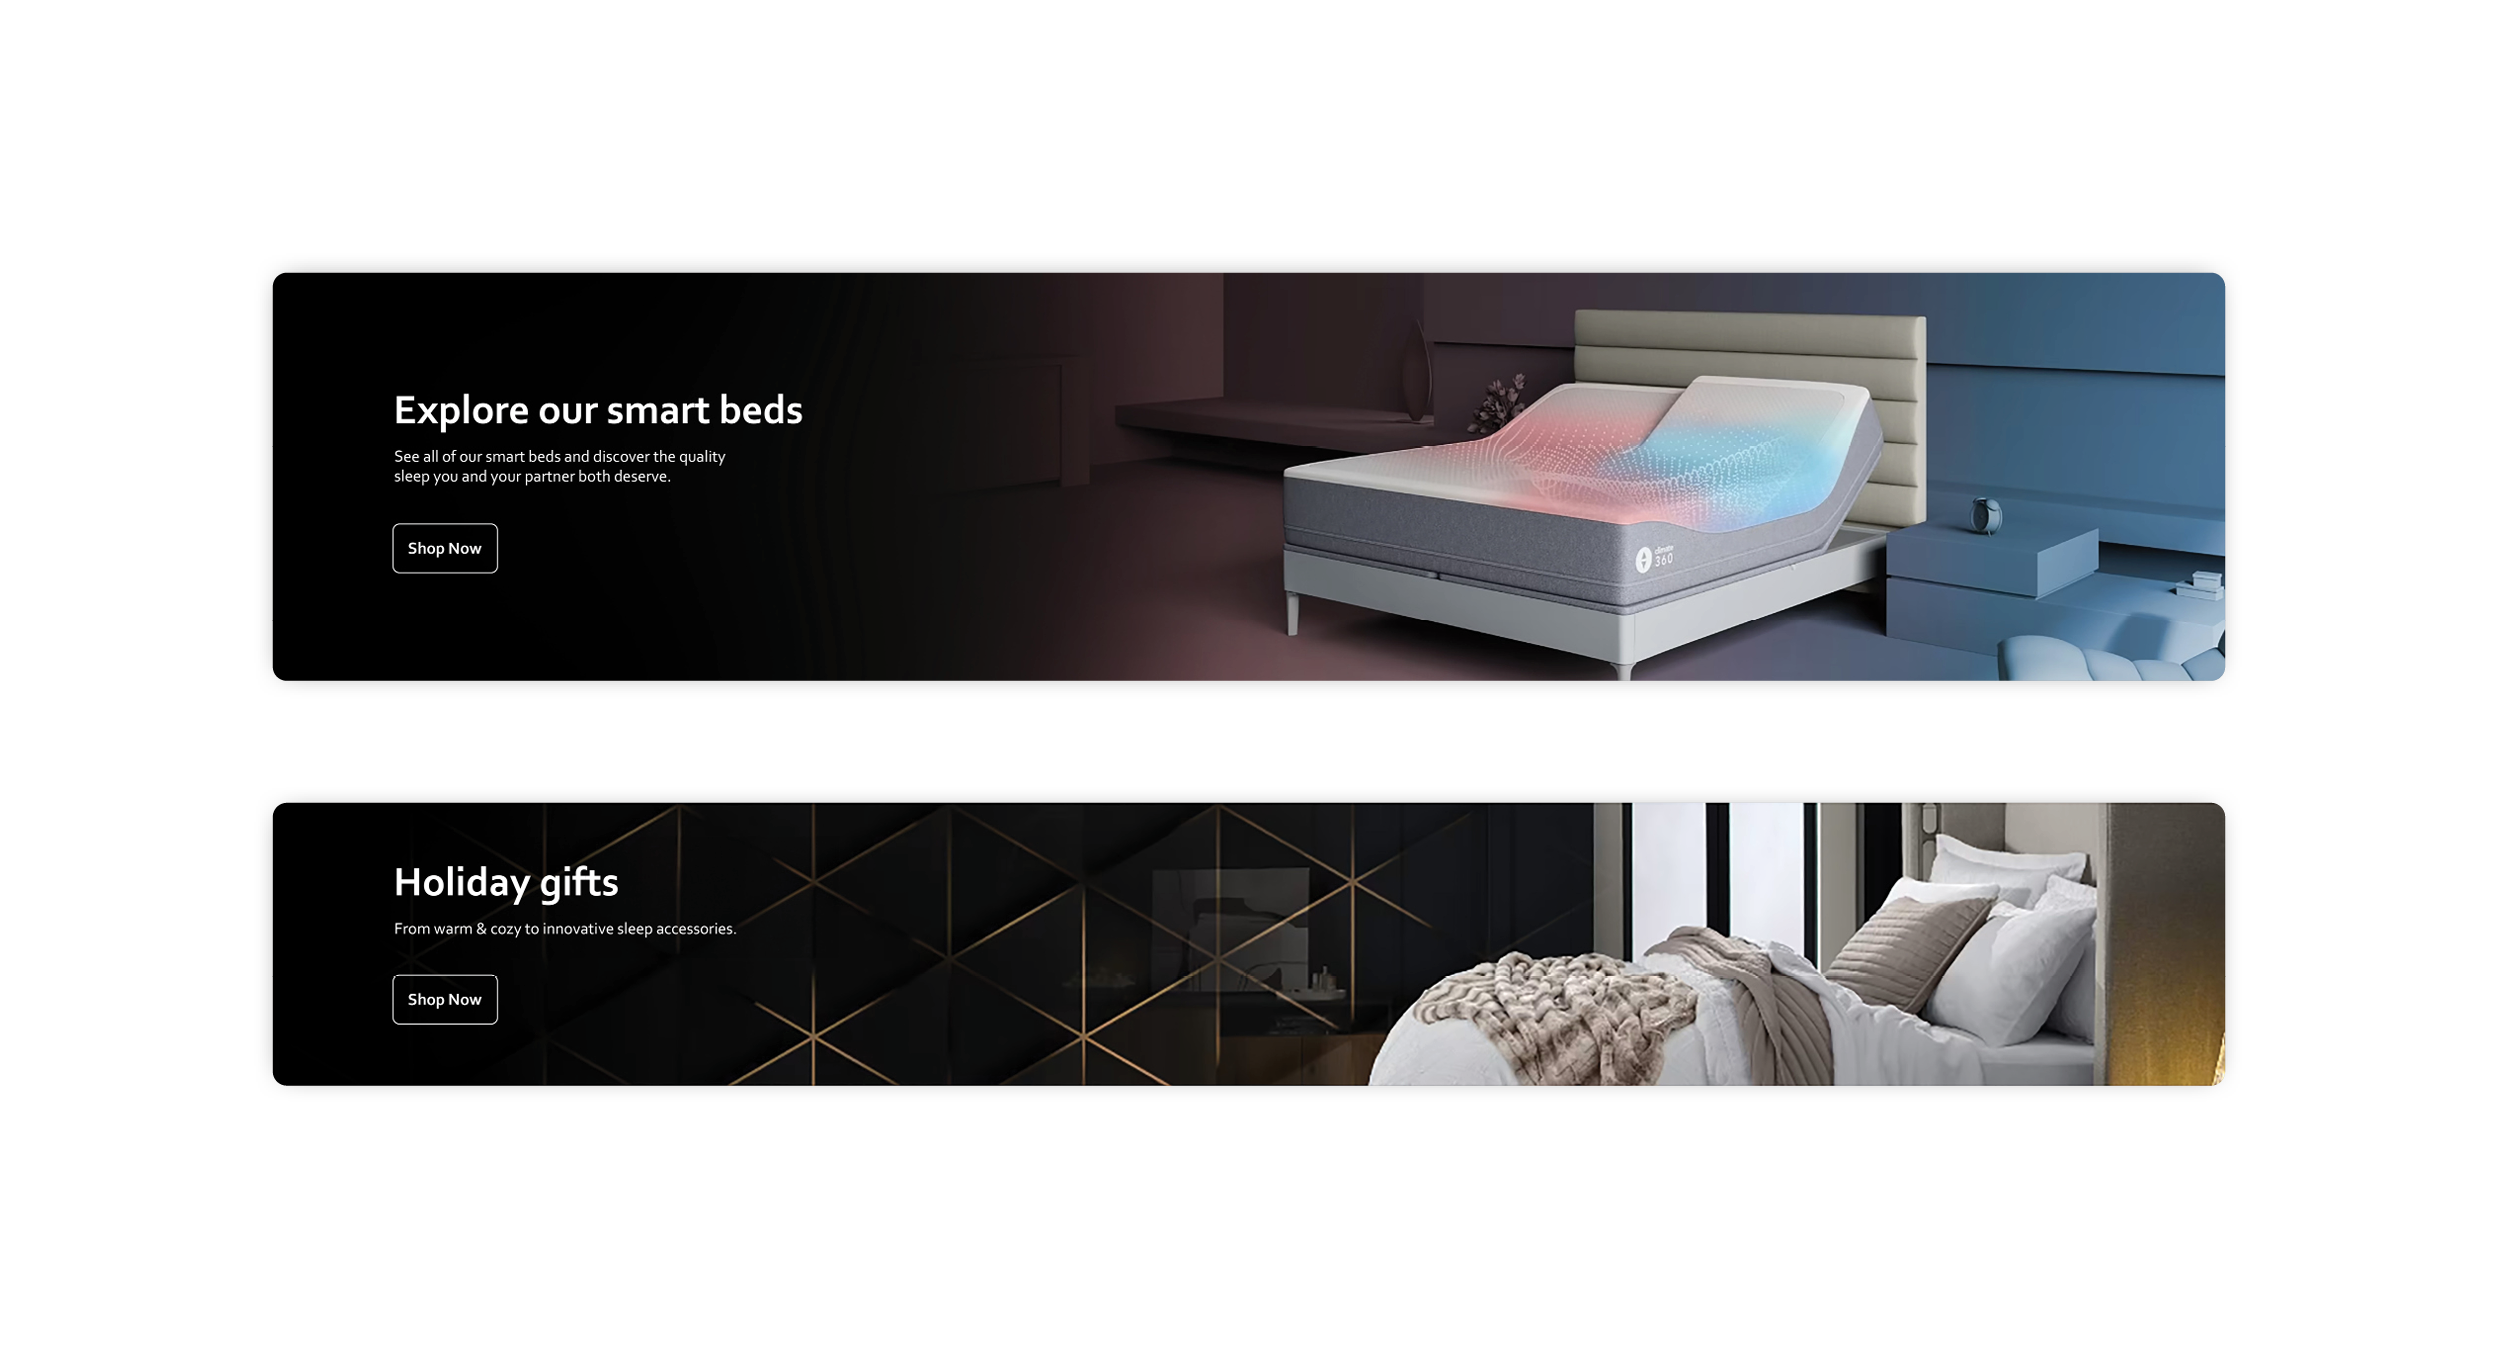 Explore our smart beds
See all of our smart beds and discover the quality
sleep you and your partner both deserve.
Shop Now
climate
360
Holiday gifts
From warm & cozy to innovative sleep accessories.
Shop Now